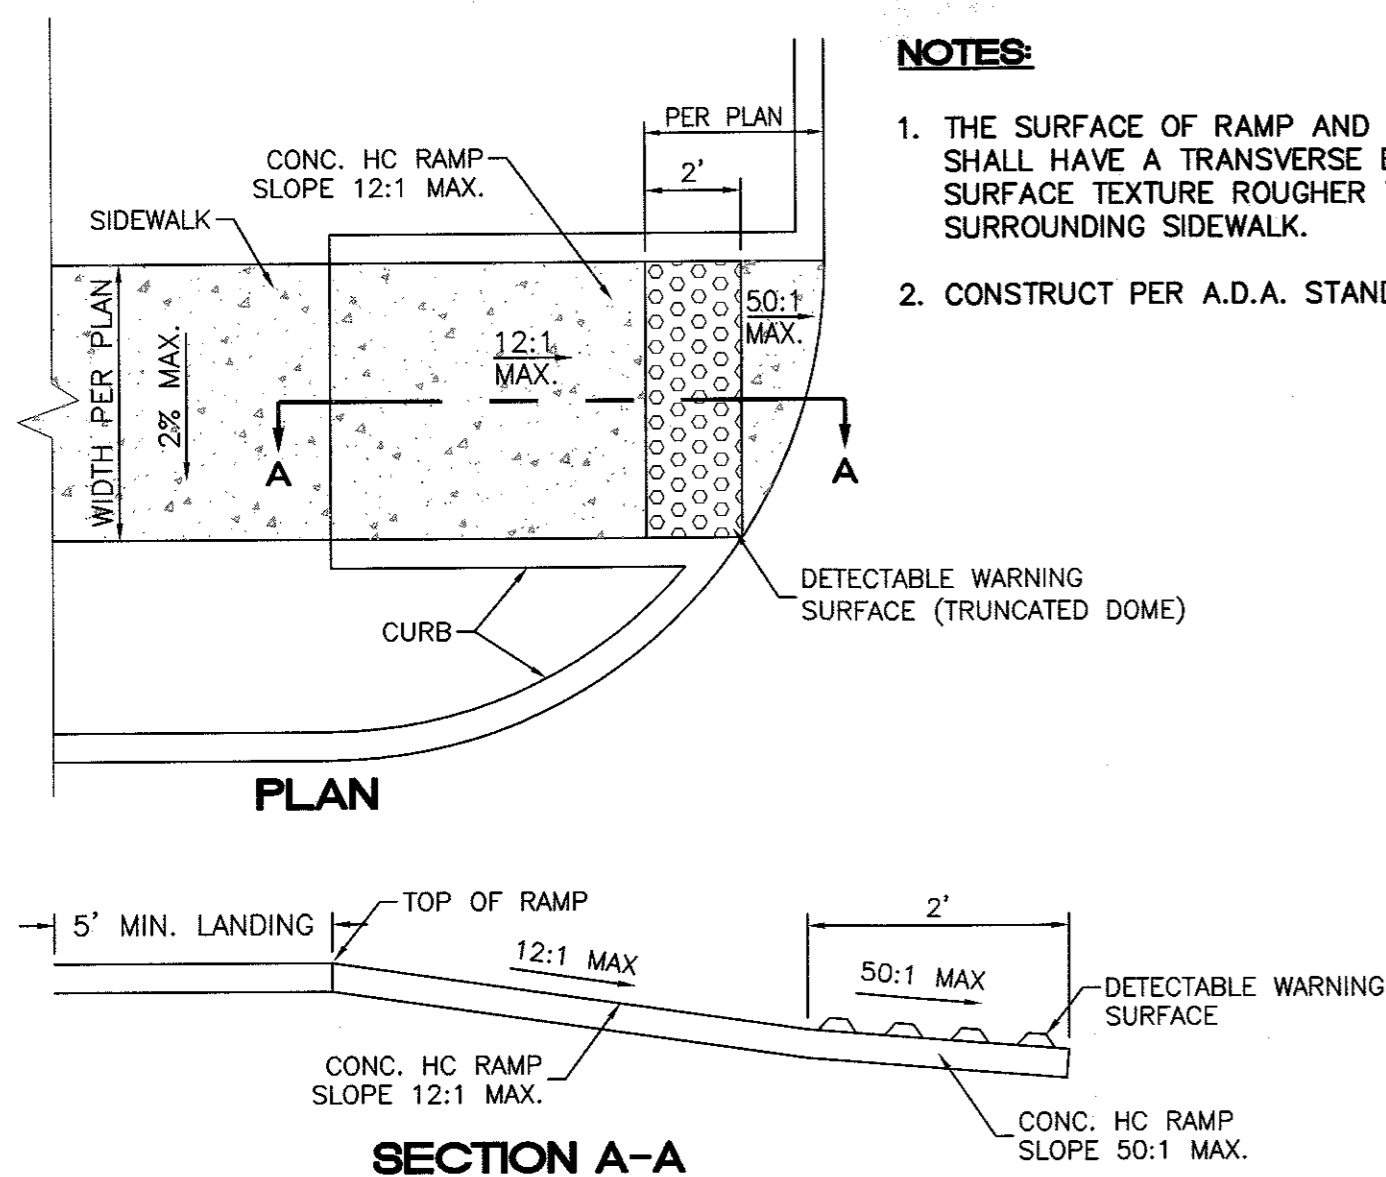 NOTES:
1. THE SURFACE OF RAMP AND
SHALL HAVE A TRANSVERSE
SURFACE TEXTURE ROUGHER
SURROUNDING SIDEWALK.
2. CONSTRUCT PER A.D.A.
PER PLAN
2'
CONC. HC RAMP
SLOPE 12:1 MAX.
SIDEWALK
WIDTH PER PLAN
2% MAX.
12:1
MAX.
50:1
MAX.
A
A
DETECTABLE WARNING
SURFACE (TRUNCATED DOME)
CURB
PLAN
5' MIN. LANDING
TOP OF RAMP
12:1 MAX
2'
50:1 MAX
DETECTABLE WARNING
SURFACE
CONC. HC RAMP
SLOPE 12:1 MAX.
CONC. HC RAMP
SLOPE 50:1 MAX.
SECTION A-A